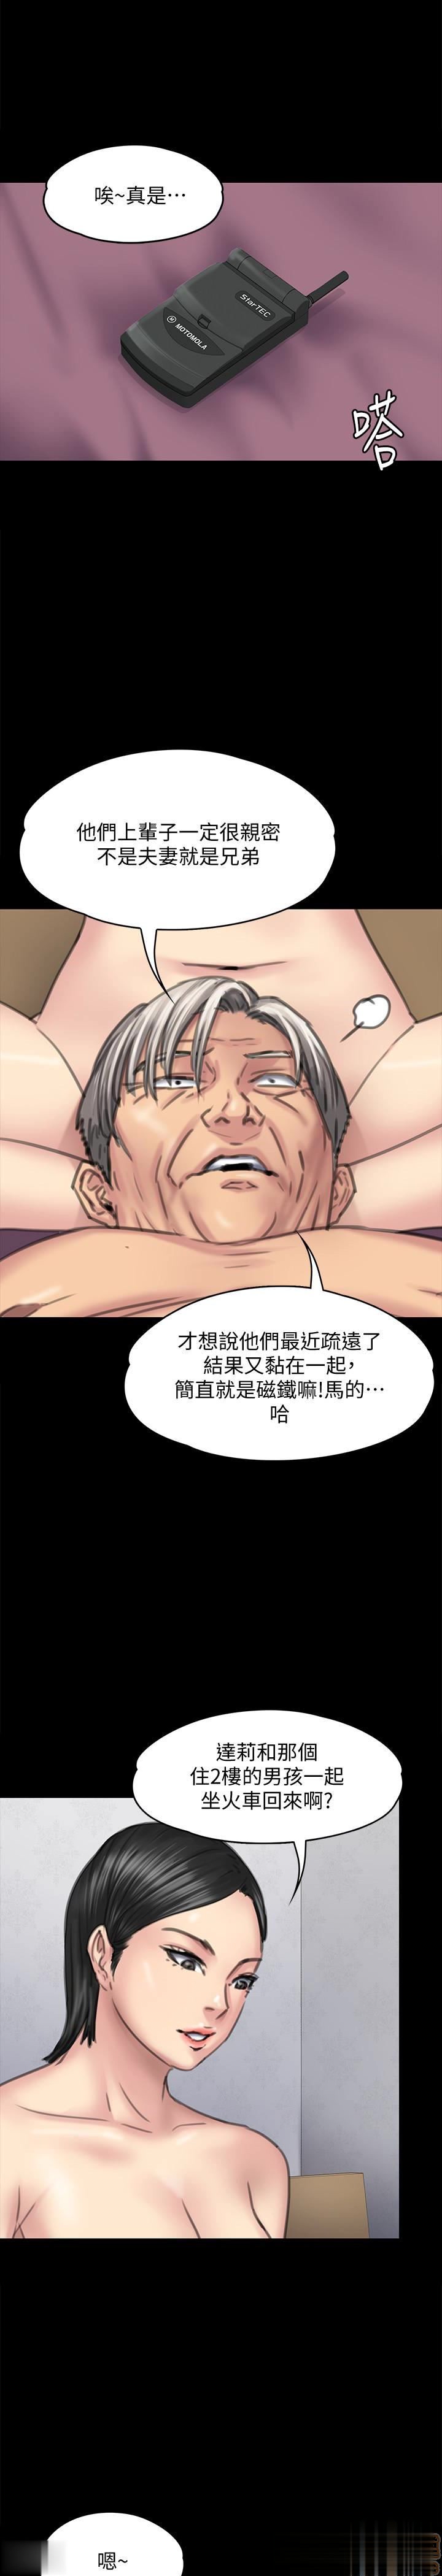 唉~真是⋯
StarTEC
MOTOMOLA
嗒
他們上輩子一定很親密
不是夫妻就是兄弟
才想說他們最近疏遠了
結果又黏在一起,
簡直就是磁鐵嘛!馬的⋯
哈
達莉和那個
住2樓的男孩一起
坐火車回來啊?
嗯~